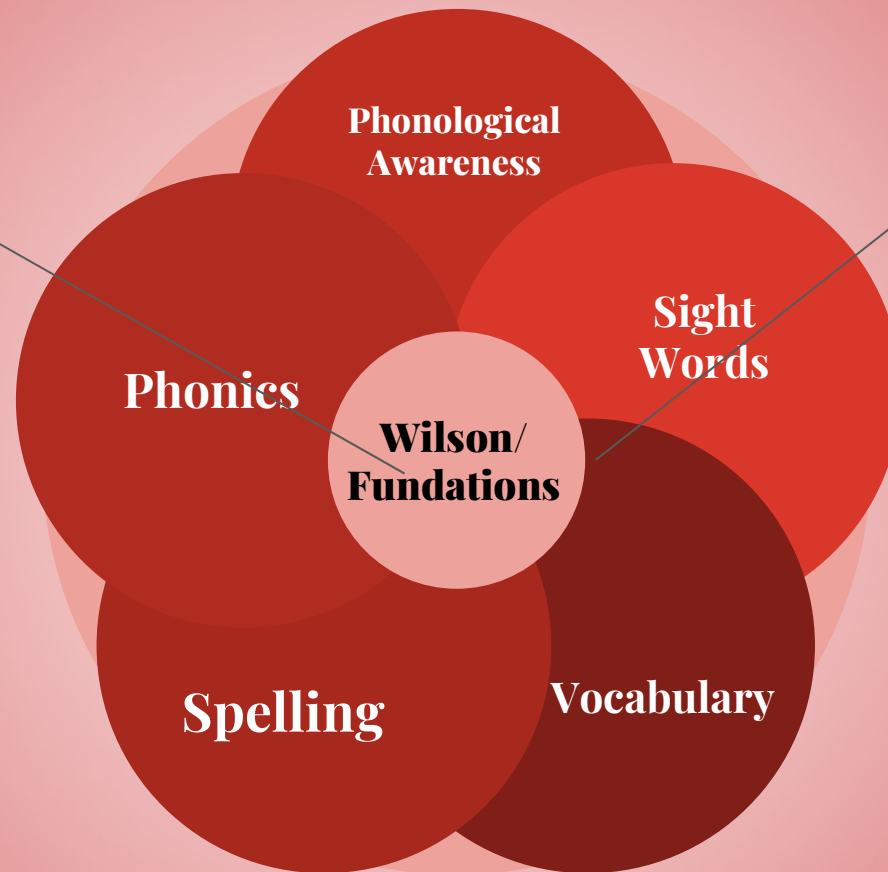 Phonological
Awareness
Sight
Words
Phonics
Wilson/
Fundations
Spelling
Vocabulary